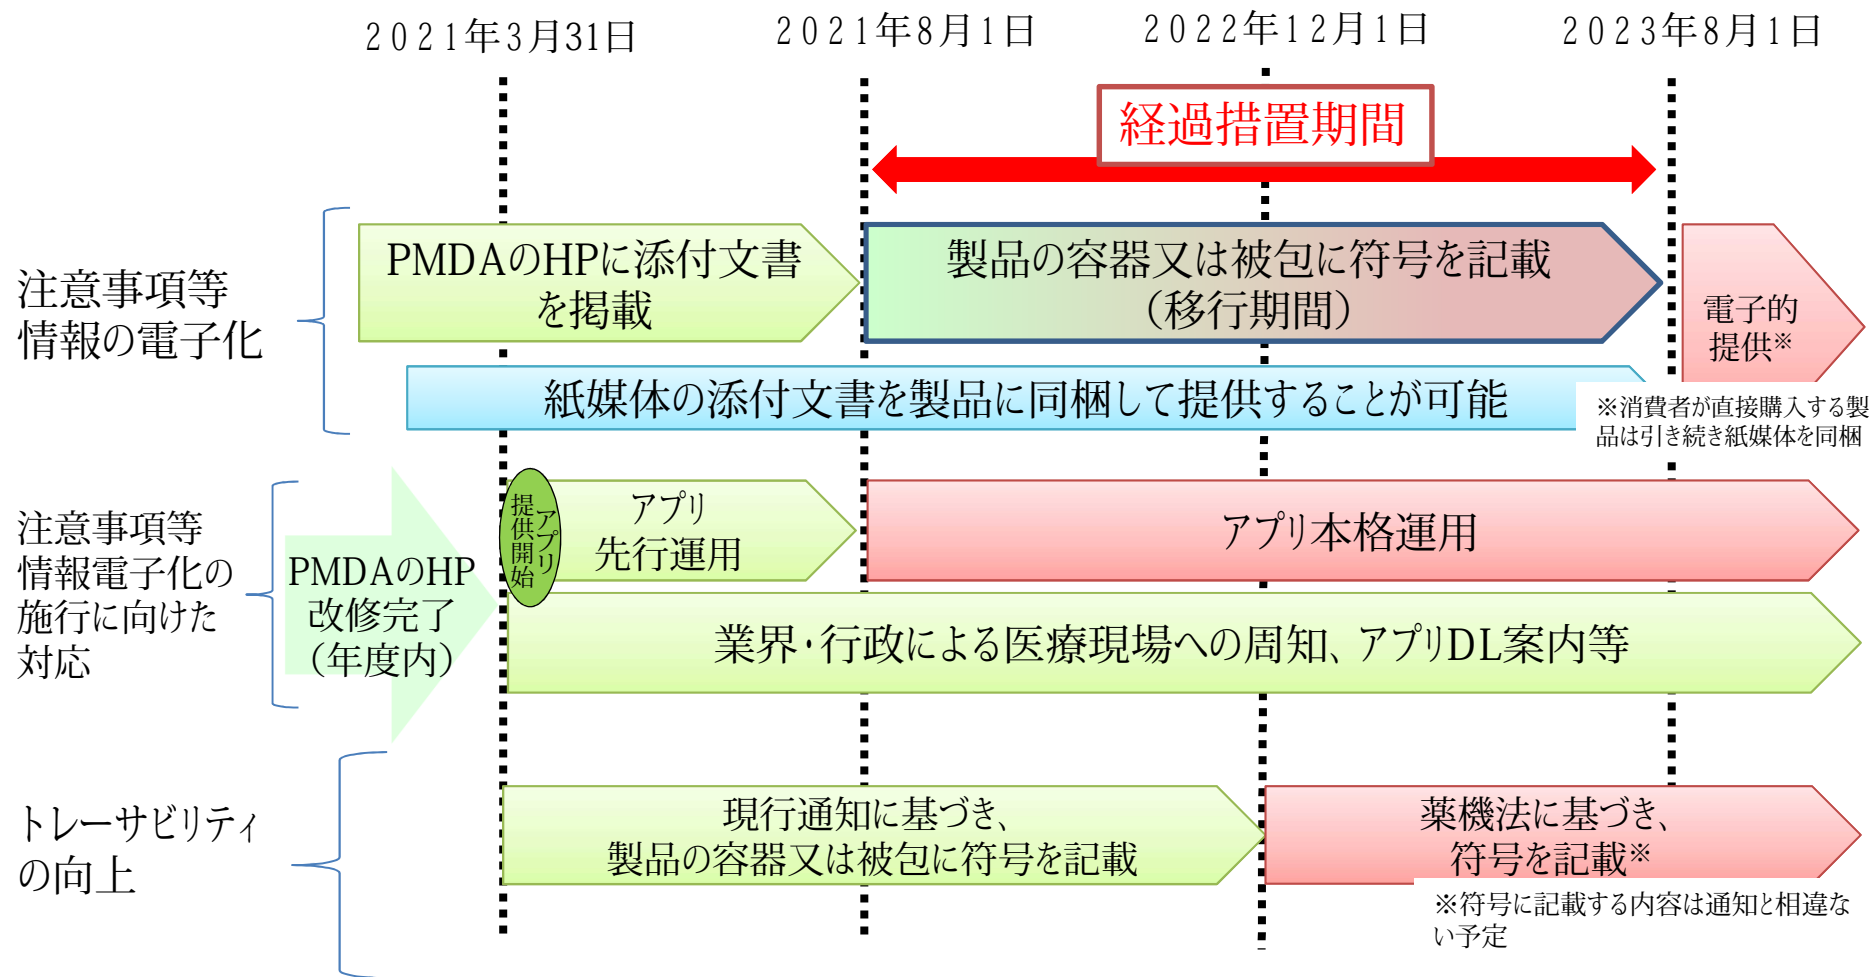 2021年3月31日
2021年8月1日
2022年12月1日
2023年8月1日
経過措置期間
注意事項等
情報の電子化
PMDAのHPに添付文書
を掲載
製品の容器又は被包に符号を記載
（移行期間）
電子的
提供※
紙媒体の添付文書を製品に同梱して提供することが可能
※消費者が直接購入する製
品は引き続き紙媒体を同梱
注意事項等
情報電子化の
施行に向けた
対応
PMDAのHP
改修完了
（年度内）
アプリ
提供開始
アプリ
先行運用
アプリ本格運用
業界・行政による医療現場への周知、アプリDL案内等
トレーサビリティ
の向上
現行通知に基づき、
製品の容器又は被包に符号を記載
薬機法に基づき、
符号を記載※
※符号に記載する内容は通知と相違な
い予定